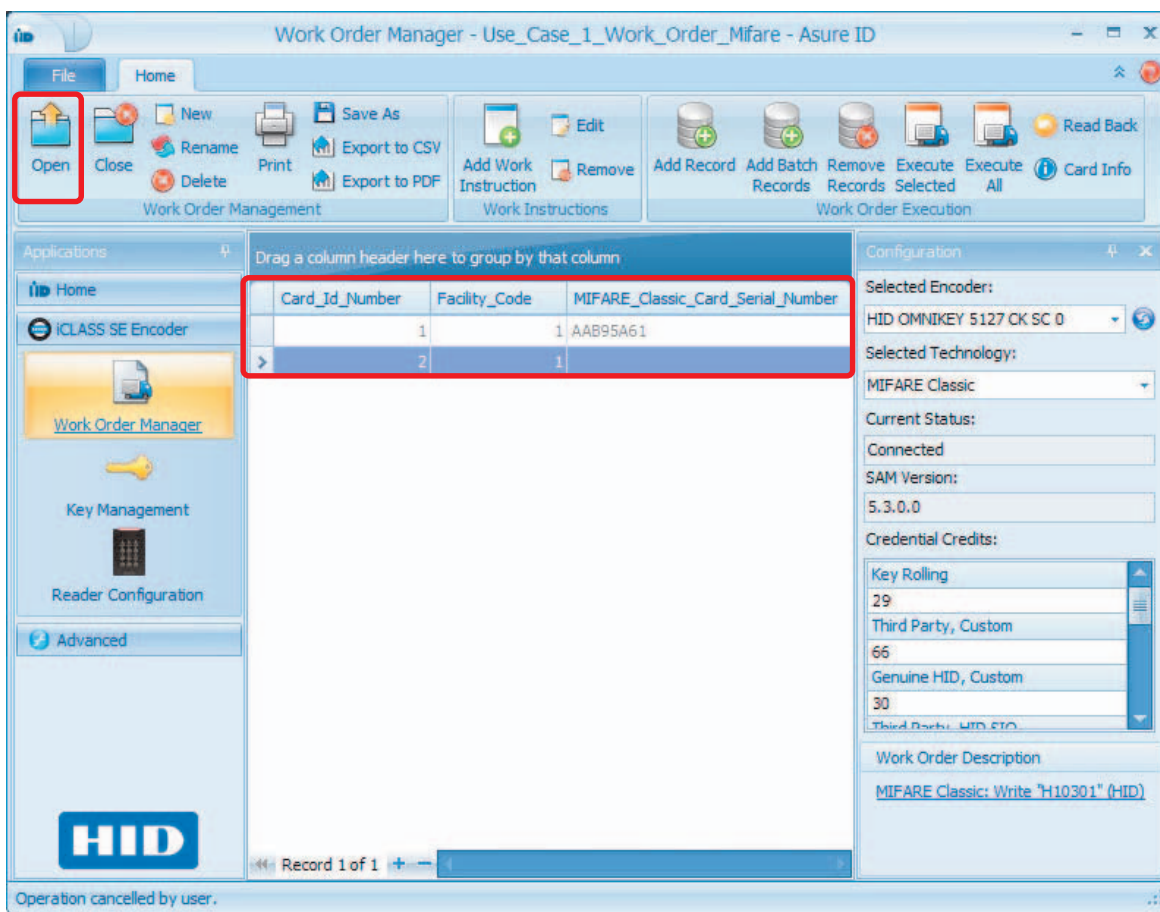 Work Order Manager - Use_Case_1_Work_Order_Mifare - Asure ID
File Home
Open Close New Rename Delete Print Save As Export to CSV Export to PDF
Work Order Management
Add Work Instruction Edit Remove
Work Instructions
Add Record Add Batch Records Remove Records Execute Selected Execute All Read Back Card Info
Work Order Execution
Applications
HID Home
iCLASS SE Encoder
Work Order Manager
Key Management
Reader Configuration
Advanced
HID
Drag a column header here to group by that column
Card_Id_Number Facility_Code MIFARE_Classic_Card_Serial_Number
1 1 AAB95A61
2 1
Record 1 of 1
Configuration
Selected Encoder:
HID OMNIKEY 5127 CK SC 0
Selected Technology:
MIFARE Classic
Current Status:
Connected
SAM Version:
5.3.0.0
Credential Credits:
Key Rolling
29
Third Party, Custom
66
Genuine HID, Custom
30
Third Party, HID SIO
Work Order Description
MIFARE Classic: Write "H10301" (HID)
Operation cancelled by user.